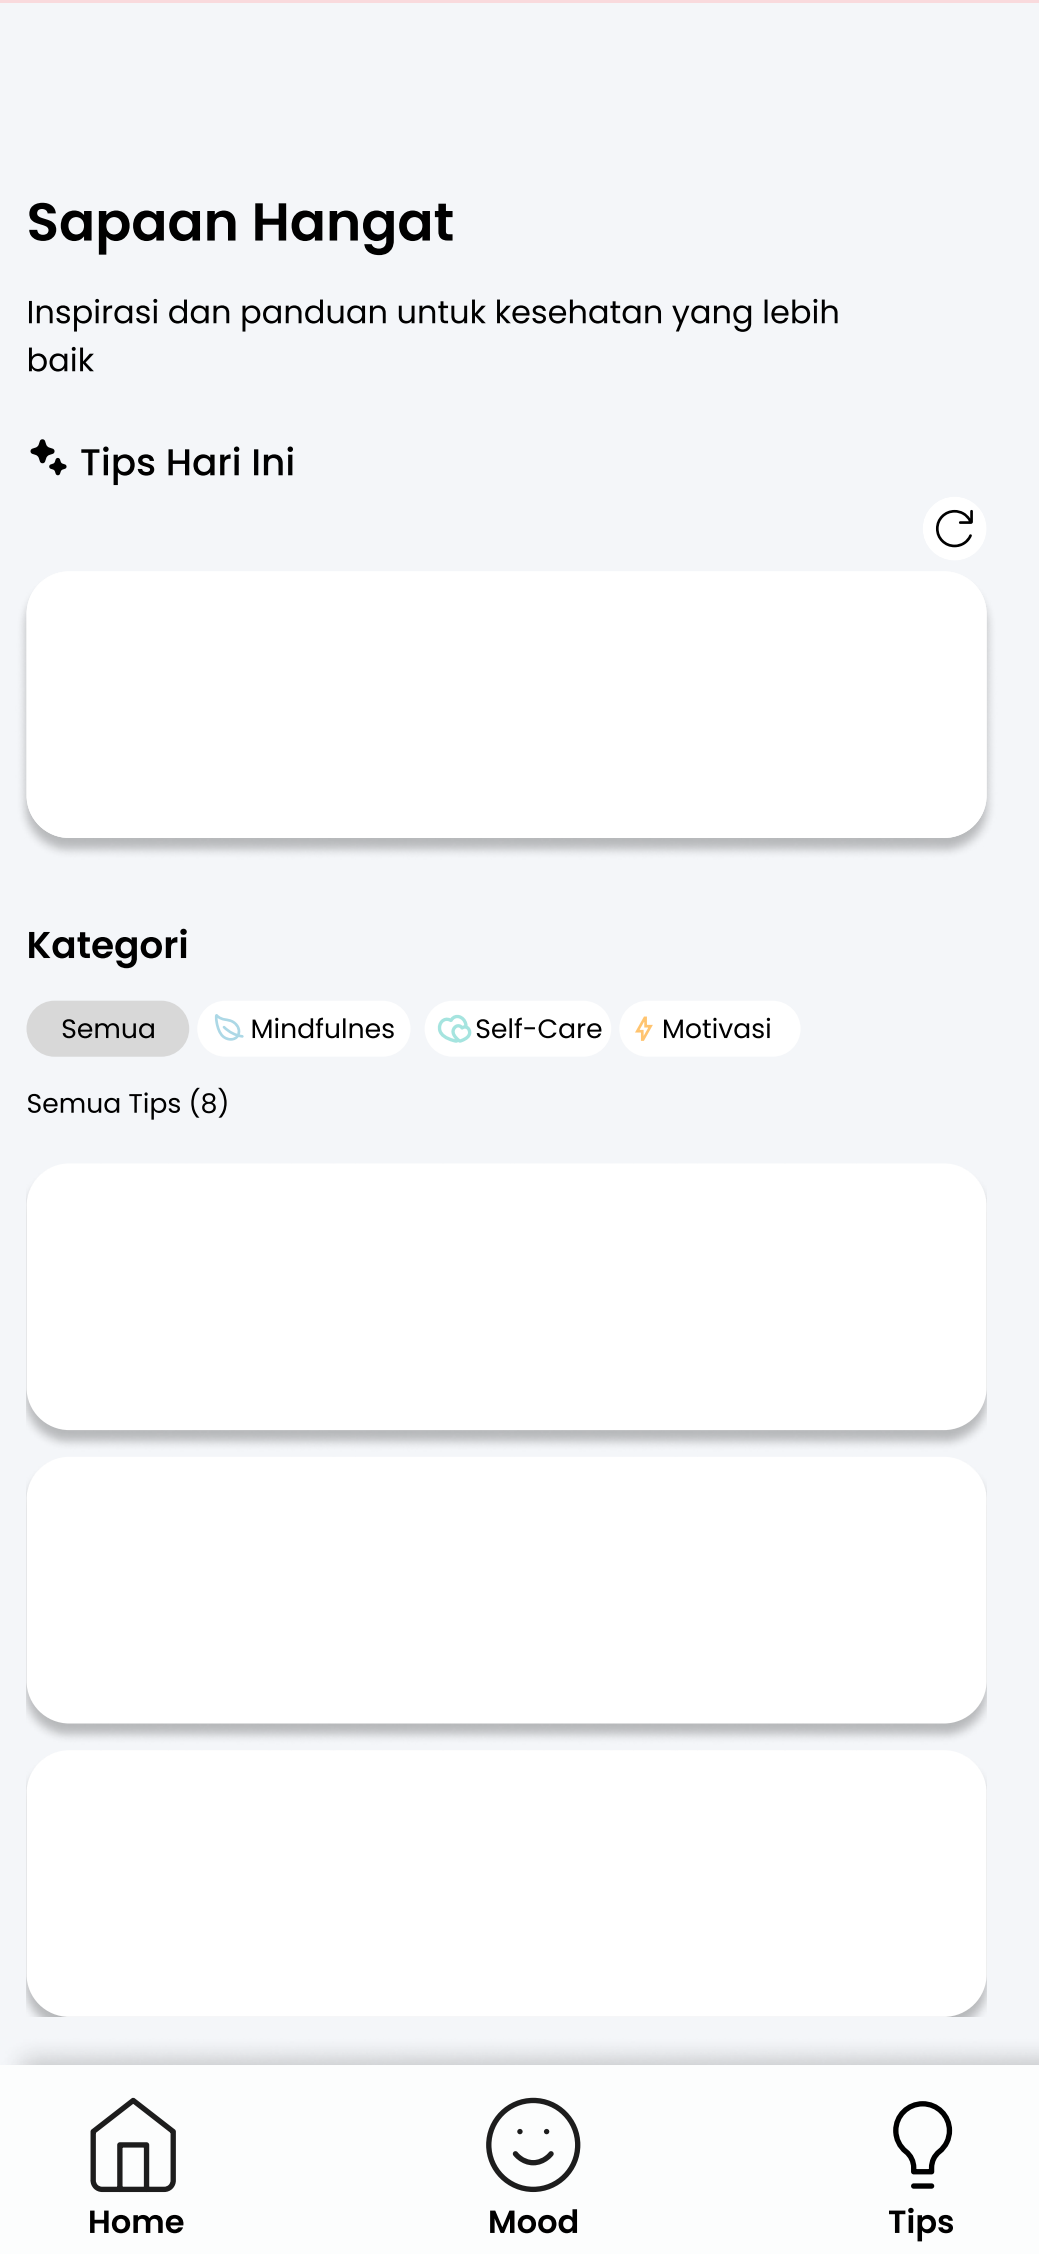 Sapaan Hangat
Inspirasi dan panduan untuk kesehatan yang lebih
baik
Tips Hari Ini
Kategori
Semua Mindfulnes Self-Care Motivasi
Semua Tips (8)
Home Mood Tips